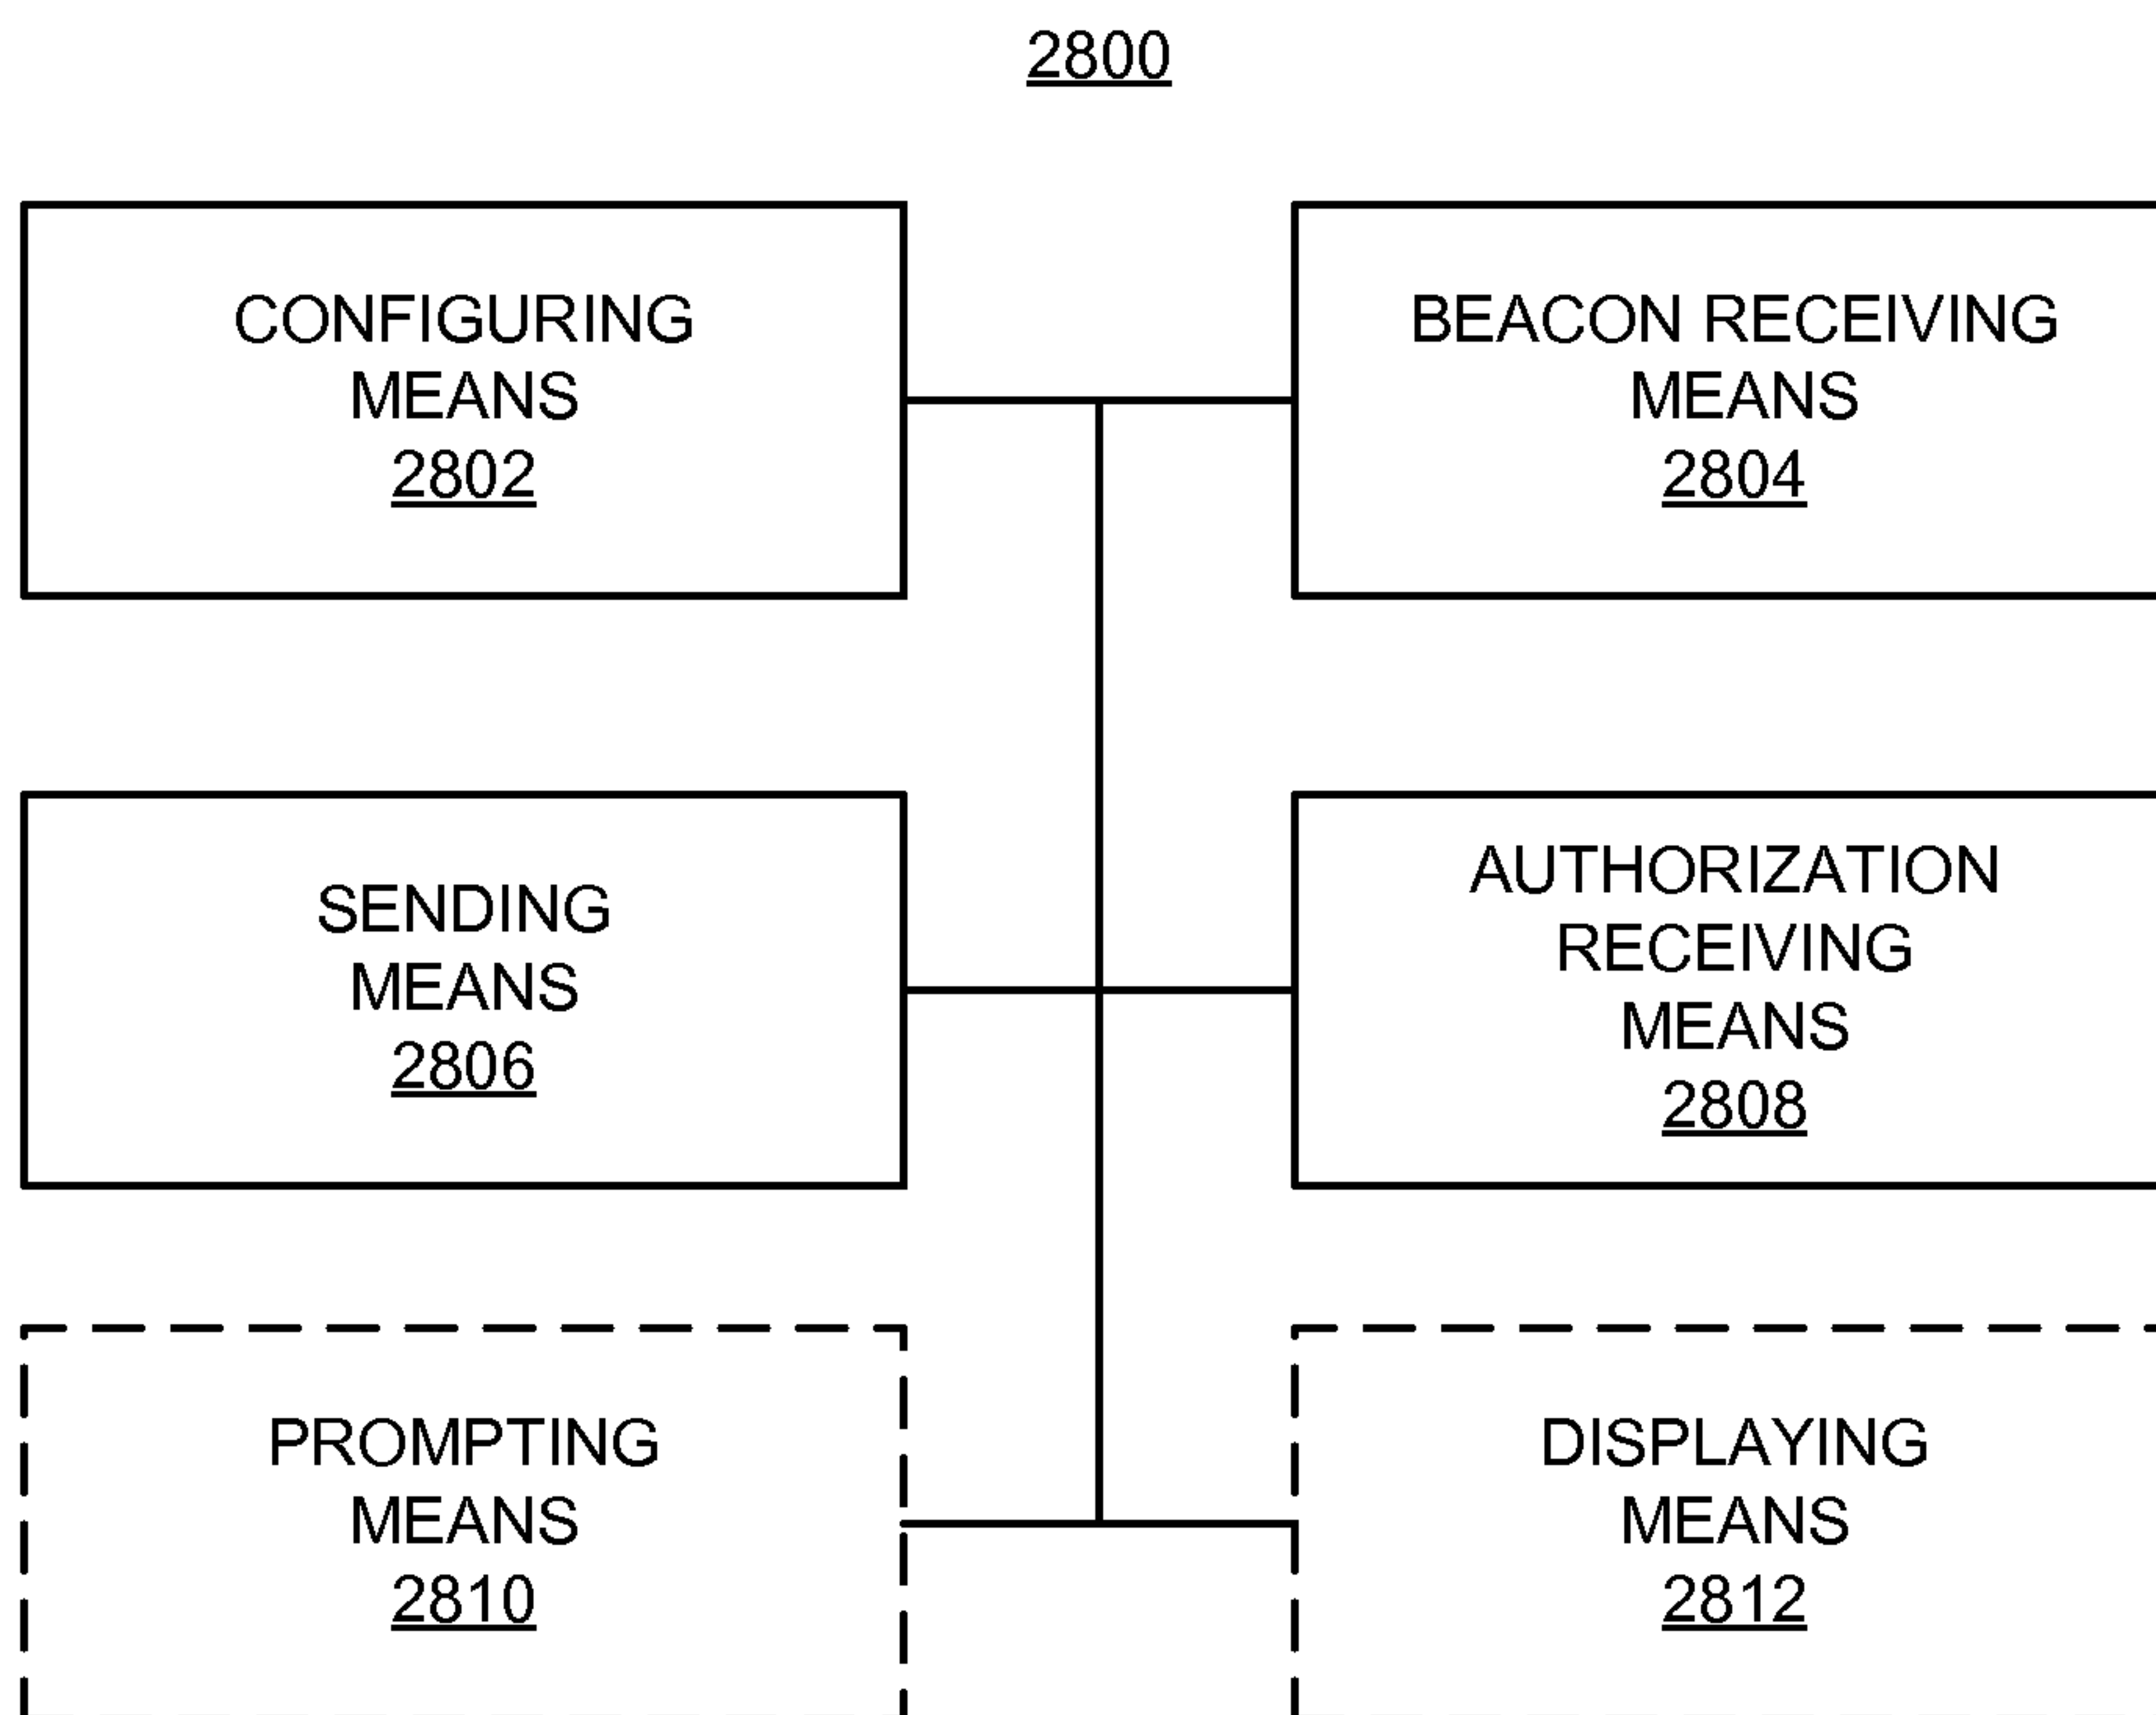 2800
CONFIGURING
MEANS
2802
BEACON RECEIVING
MEANS
2804
SENDING
MEANS
2806
AUTHORIZATION
RECEIVING
MEANS
2808
PROMPTING
MEANS
2810
DISPLAYING
MEANS
2812